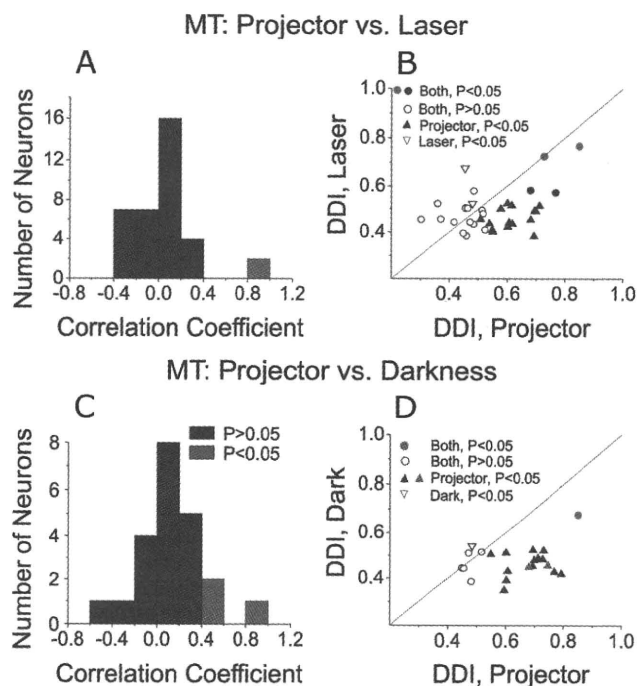 MT: Projector vs. Laser
A
Number of Neurons
16
12
8
4
0
-0.8 -0.4 0.0 0.4 0.8 1.2
Correlation Coefficient
B
DDI, Laser
1.0
0.8
0.6
0.4
Both, P<0.05
Both, P>0.05
Projector, P<0.05
Laser, P<0.05
0.4 0.6 0.8 1.0
DDI, Projector
MT: Projector vs. Darkness
C
Number of Neurons
8
6
4
2
0
P>0.05
P<0.05
-0.8 -0.4 0.0 0.4 0.8 1.2
Correlation Coefficient
D
DDI, Dark
1.0
0.8
0.6
0.4
Both, P<0.05
Both, P>0.05
Projector, P<0.05
Dark, P<0.05
0.4 0.6 0.8 1.0
DDI, Projector